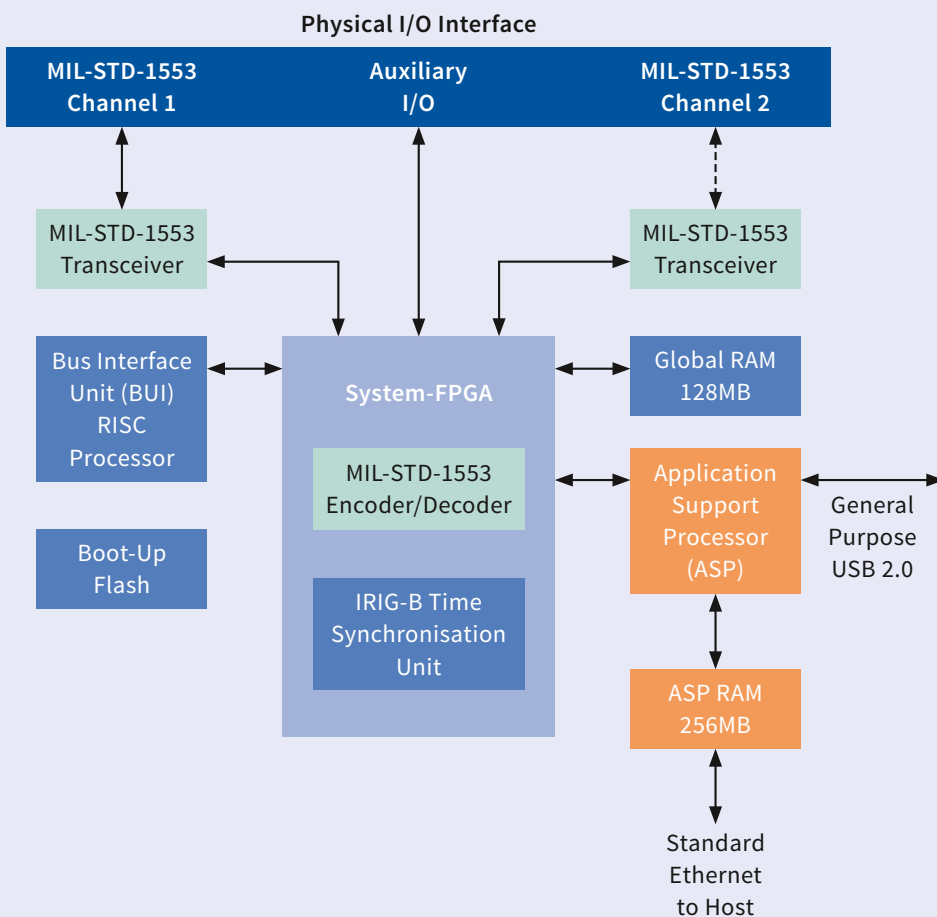 Physical I/O Interface
MIL-STD-1553
Channel 1
Auxiliary
I/O
MIL-STD-1553
Channel 2
MIL-STD-1553
Transceiver
MIL-STD-1553
Transceiver
Bus Interface
Unit (BUI)
RISC
Processor
System-FPGA
Global RAM
128MB
MIL-STD-1553
Encoder/Decoder
Application
Support
Processor
(ASP)
General
Purpose
USB 2.0
Boot-Up
Flash
IRIG-B Time
Synchronisation
Unit
ASP RAM
256MB
Standard
Ethernet
to Host